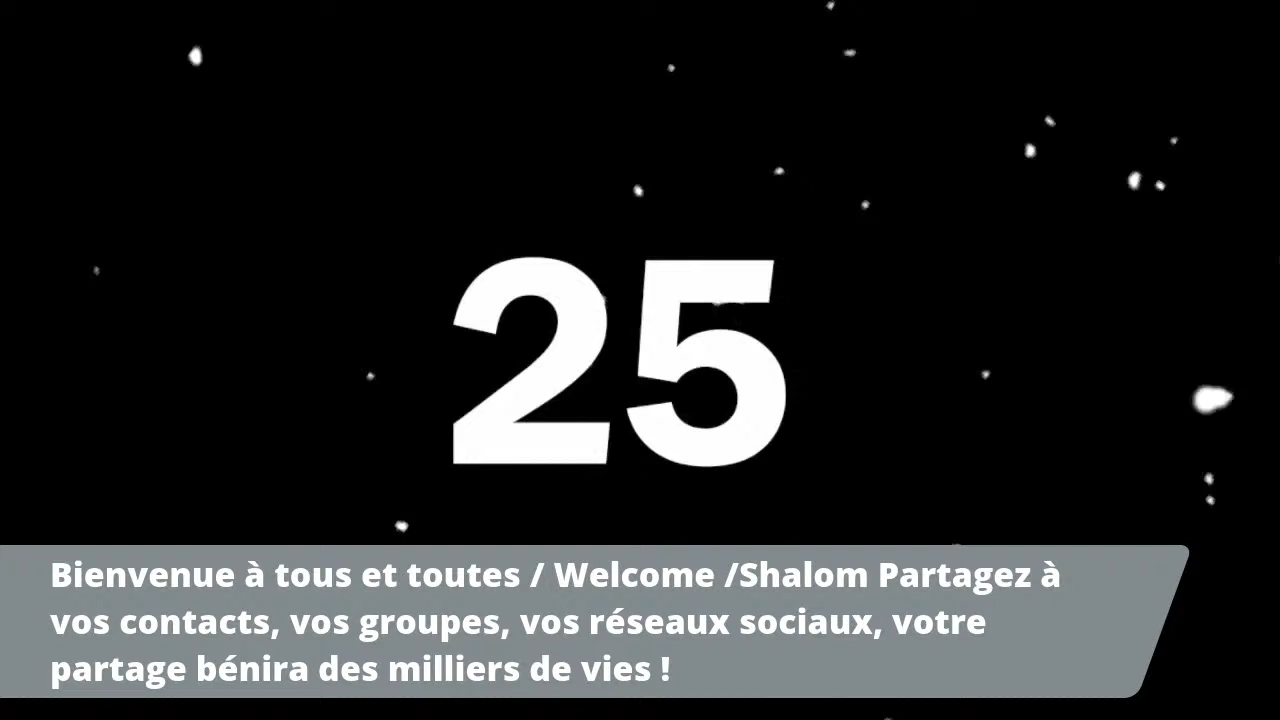 25
Bienvenue à tous et toutes / Welcome /Shalom Partagez à
vos contacts, vos groupes, vos réseaux sociaux, votre
partage bénira des milliers de vies !